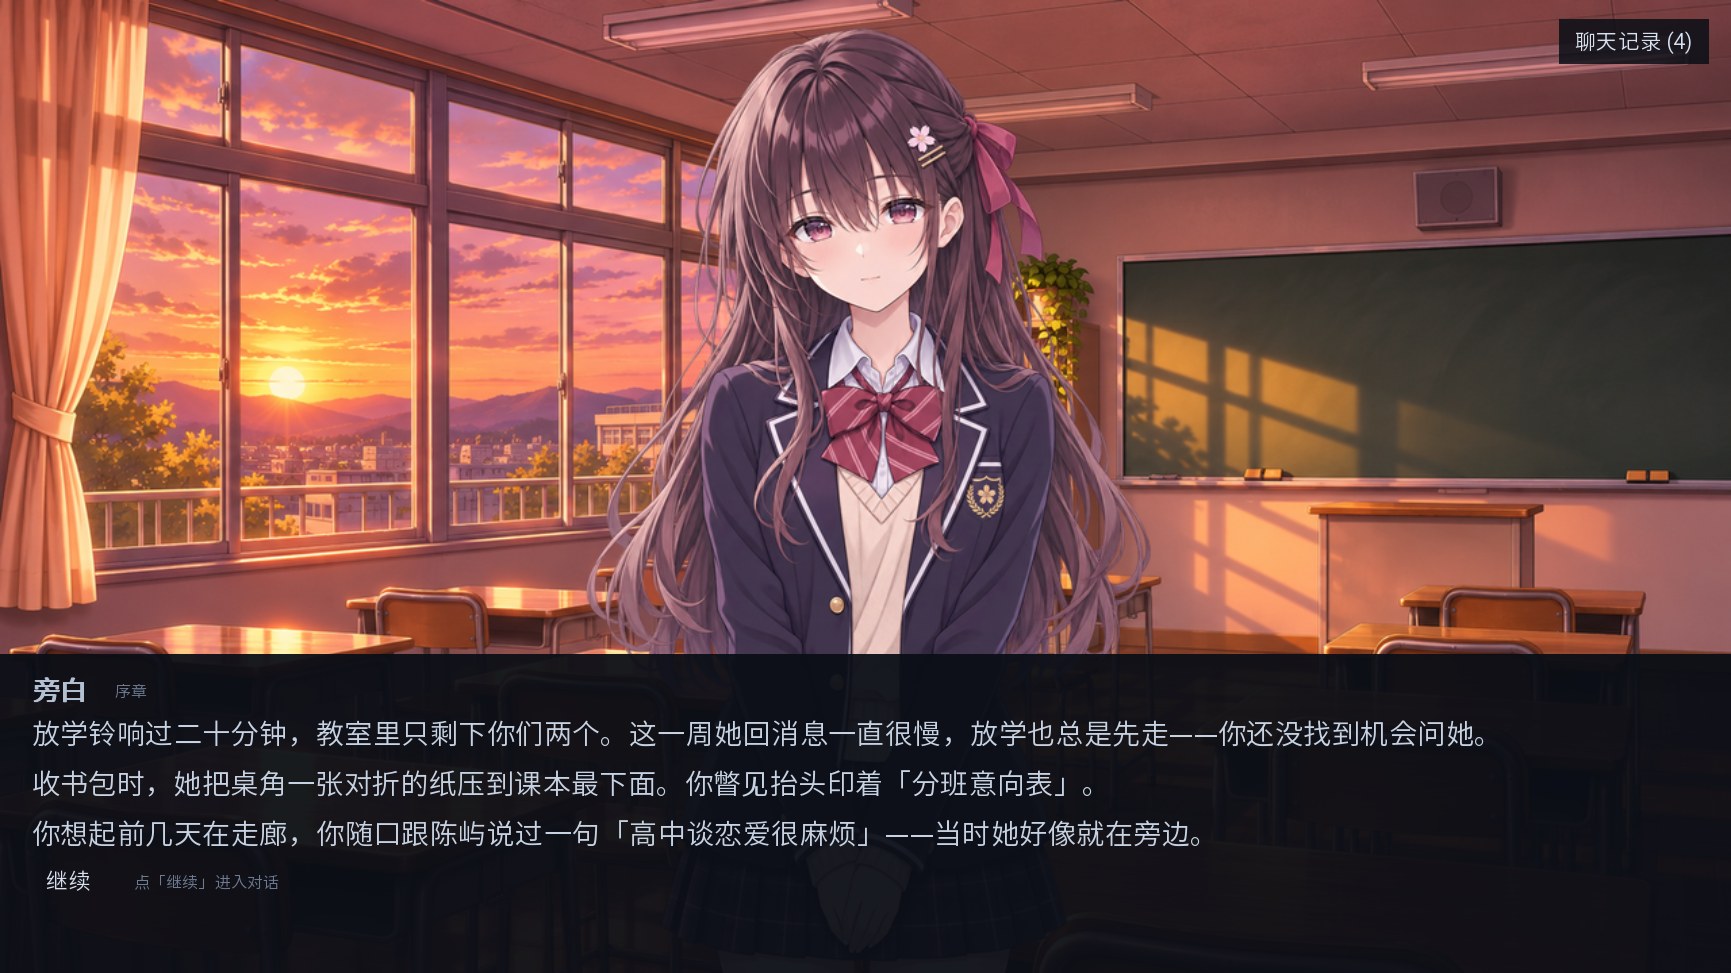 聊天记录 (4)
旁白 序章
放学铃响过二十分钟，教室里只剩下你们两个。这一周她回消息一直很慢，放学也总是先走——你还没找到机会问她。
收书包时，她把桌角一张对折的纸压到课本最下面。你瞥见抬头印着「分班意向表」。
你想起前几天在走廊，你随口跟陈屿说过一句「高中谈恋爱很麻烦」——当时她好像就在旁边。
继续 点「继续」进入对话